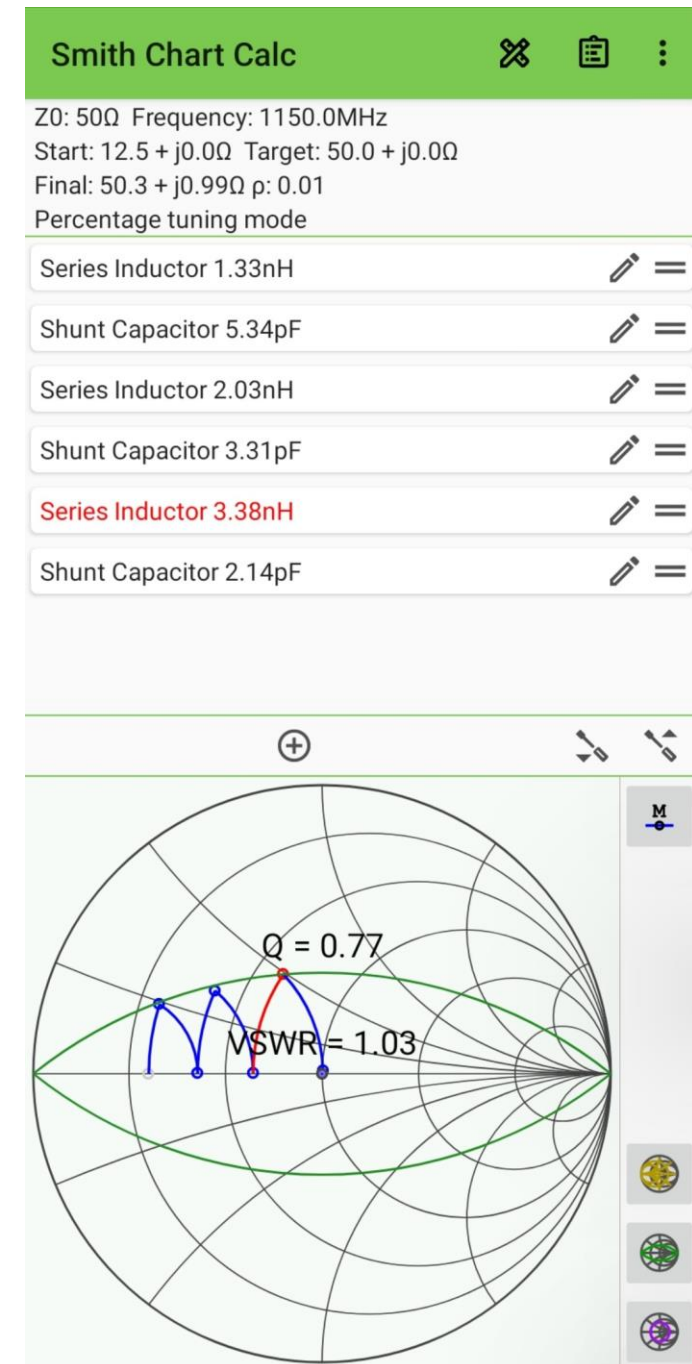 Smith Chart Calc
Z0: 50Ω Frequency: 1150.0MHz
Start: 12.5 + j0.0Ω Target: 50.0 + j0.0Ω
Final: 50.3 + j0.99Ω ρ: 0.01
Percentage tuning mode
Series Inductor 1.33nH
Shunt Capacitor 5.34pF
Series Inductor 2.03nH
Shunt Capacitor 3.31pF
Series Inductor 3.38nH
Shunt Capacitor 2.14pF
M
Q = 0.77
VSWR = 1.03